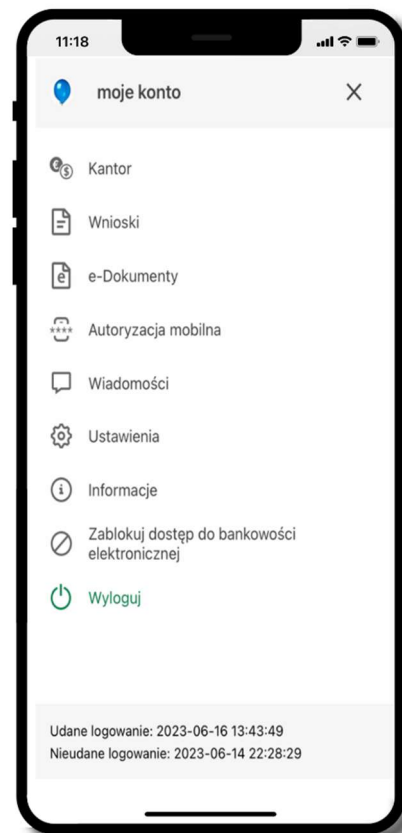 11:18
moje konto
Kantor
Wnioski
e-Dokumenty
Autoryzacja mobilna
Wiadomości
Ustawienia
Informacje
Zablokuj dostęp do bankowości
elektronicznej
Wyloguj
Udane logowanie: 2023-06-16 13:43:49
Nieudane logowanie: 2023-06-14 22:28:29